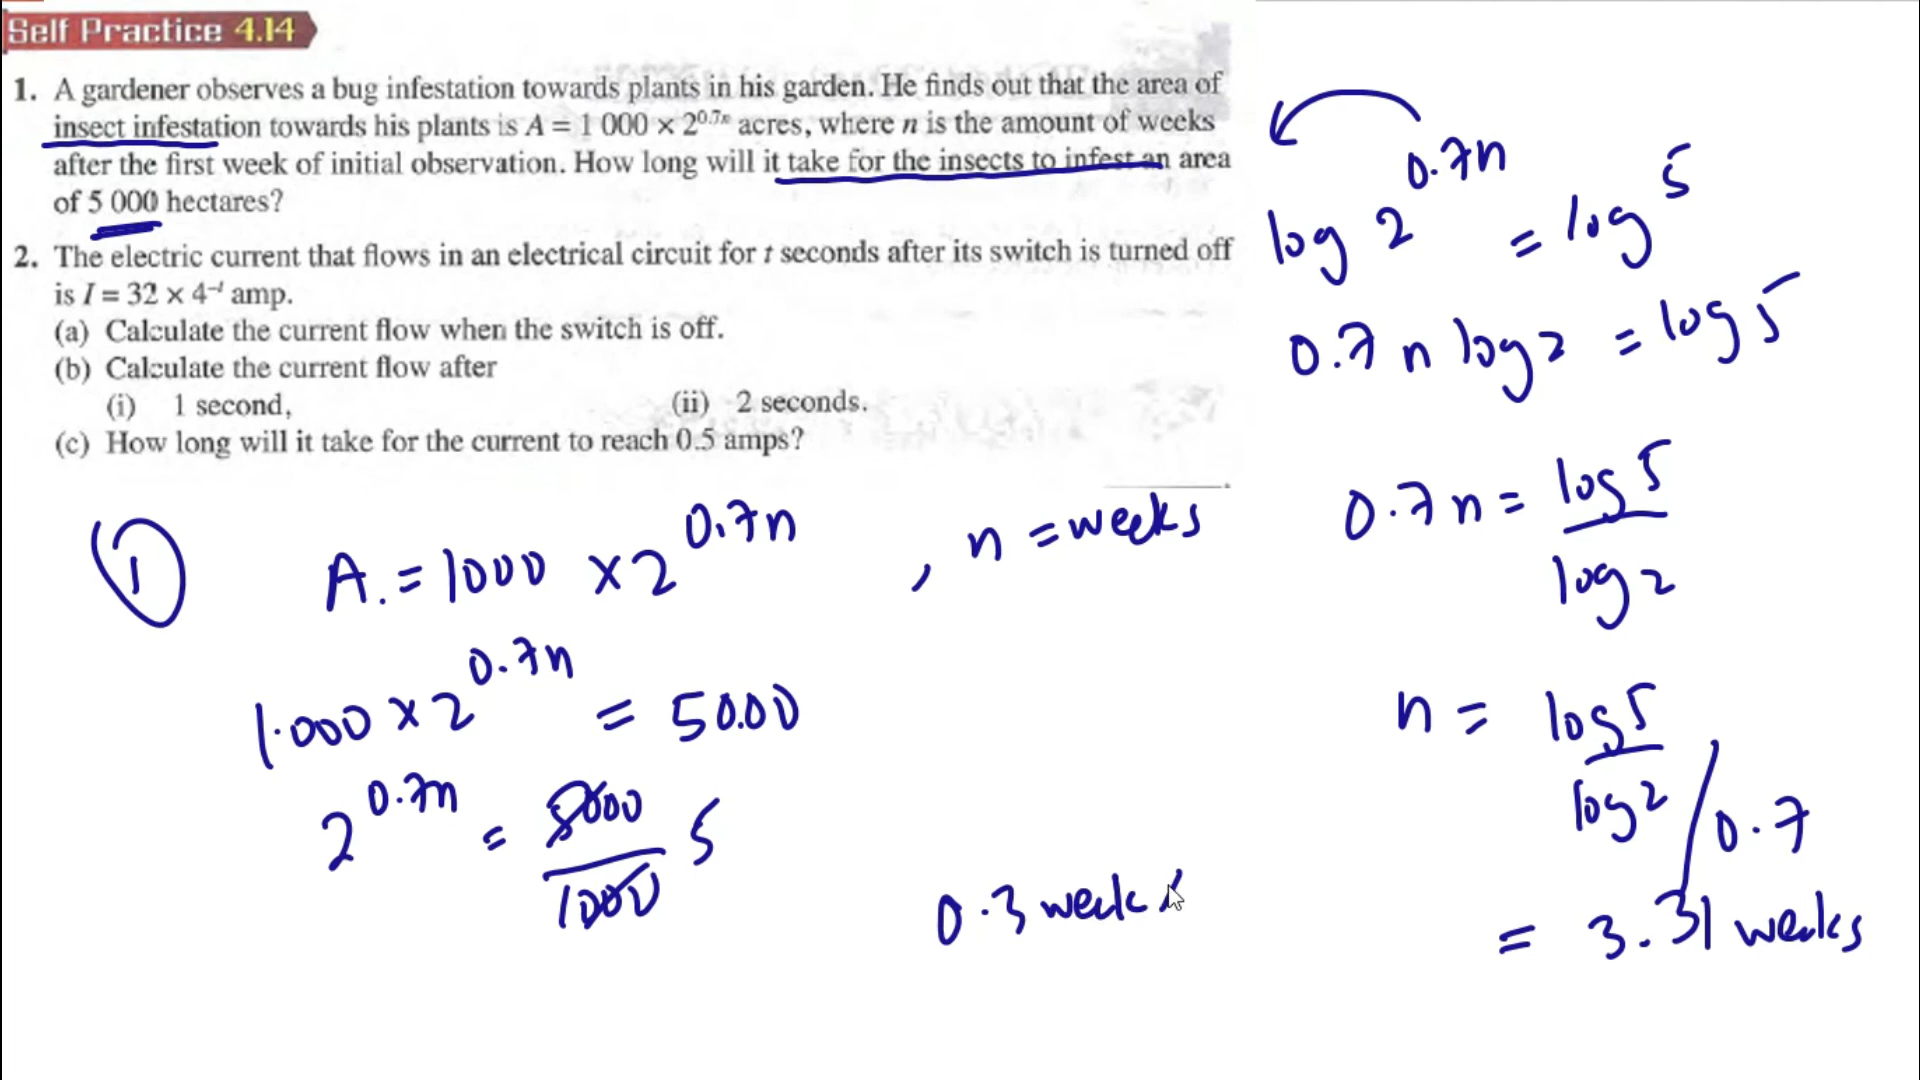 Self Practice 4.14
1. A gardener observes a bug infestation towards plants in his garden. He finds out that the area of
insect infestation towards his plants is A = 1 000 × 2^0.7n acres, where n is the amount of weeks
after the first week of initial observation. How long will it take for the insects to infest an area
of 5 000 hectares?
2. The electric current that flows in an electrical circuit for t seconds after its switch is turned off
is I = 32 × 4^–t amp.
(a) Calculate the current flow when the switch is off.
(b) Calculate the current flow after
(i) 1 second, (ii) 2 seconds.
(c) How long will it take for the current to reach 0.5 amps?
1 A. = 1000 × 2^0.7n , n = weeks
1.000 × 2^0.7n = 50.00
2^0.7n = 5000/1000 5
0.3 weeks
log 2^0.7n = log 5
0.7 n log 2 = log 5
0.7 n = log 5/log 2
n = log 5/log 2 / 0.7
= 3.31 weeks